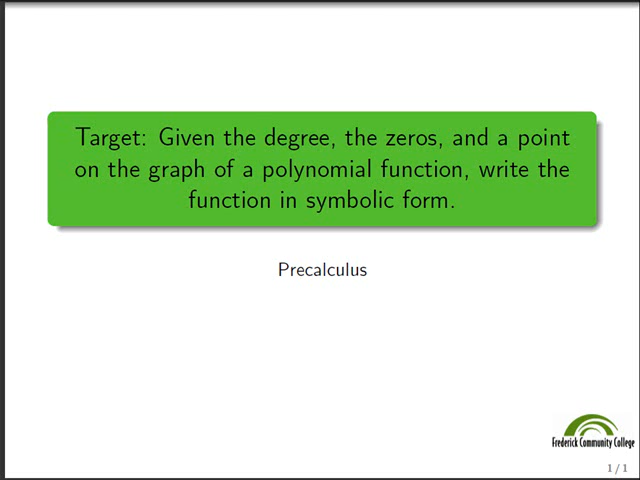 Target: Given the degree, the zeros, and a point
on the graph of a polynomial function, write the
function in symbolic form.
Precalculus
Frederick Community College
1 / 1